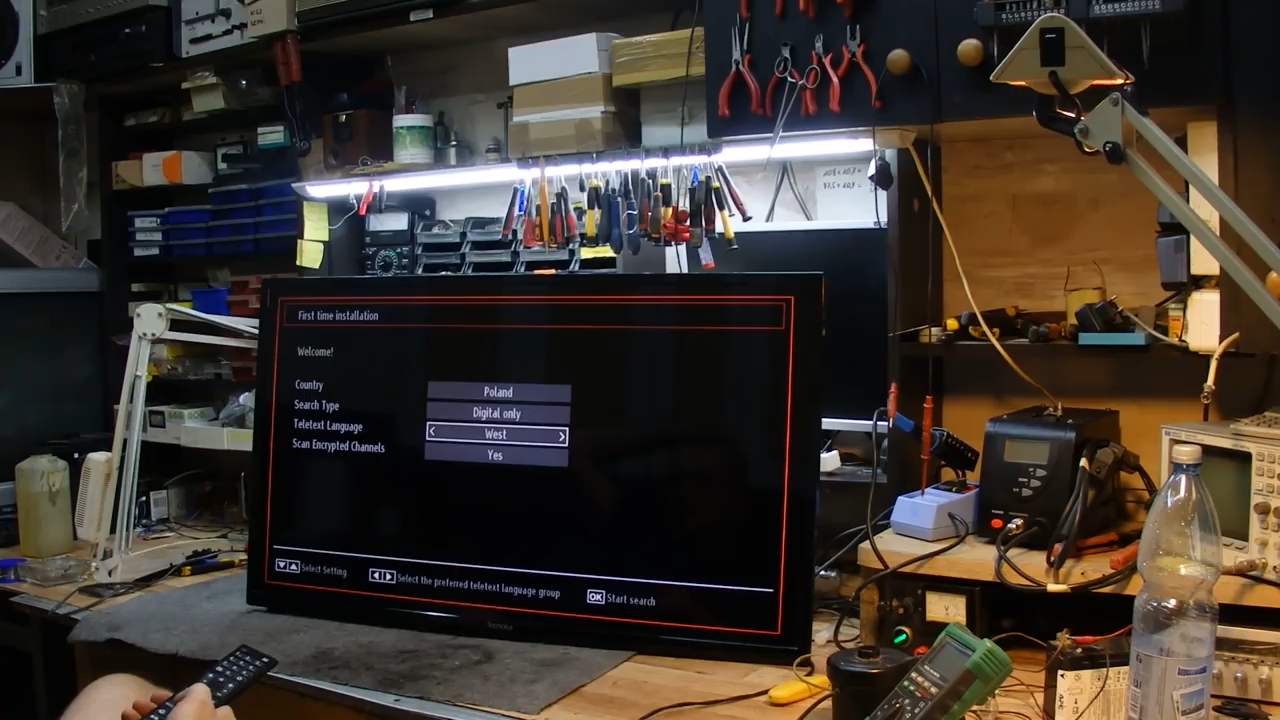 First time installation
Welcome!
Country Poland
Search Type Digital only
Teletext Language West
Scan Encrypted Channels Yes
Select Setting
Select the preferred teletext language group
OK Start search